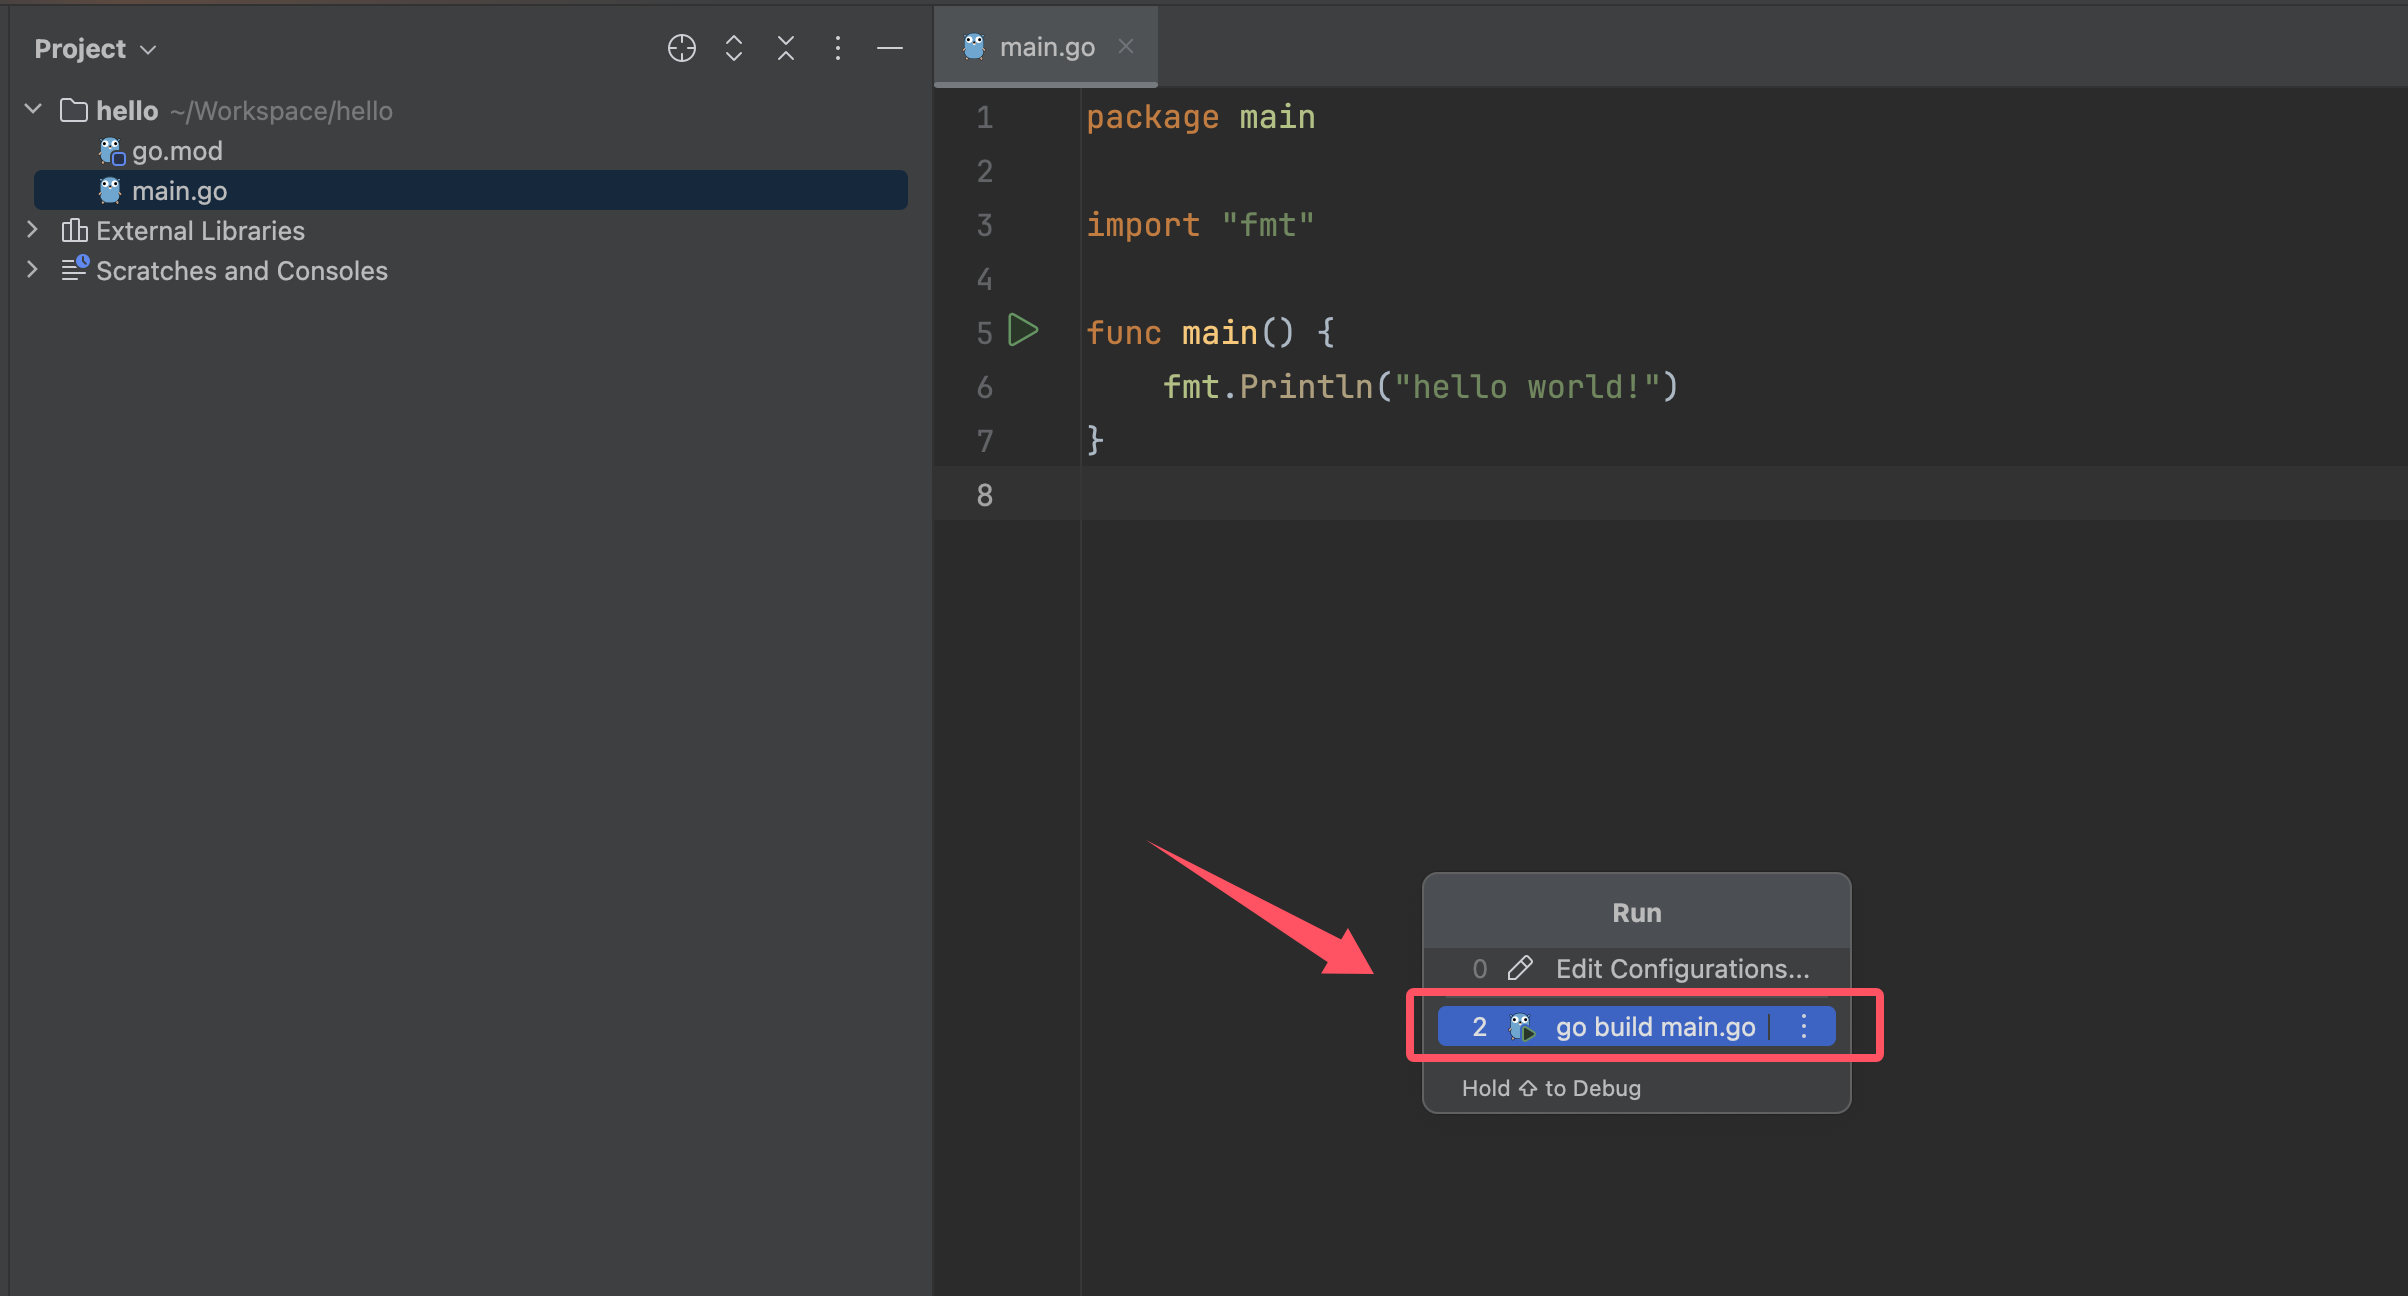 Project
hello ~/Workspace/hello
go.mod
main.go
External Libraries
Scratches and Consoles
main.go
1 package main
2
3 import "fmt"
4
5 func main() {
6 fmt.Println("hello world!")
7 }
8
Run
0 Edit Configurations...
2 go build main.go
Hold ⇧ to Debug